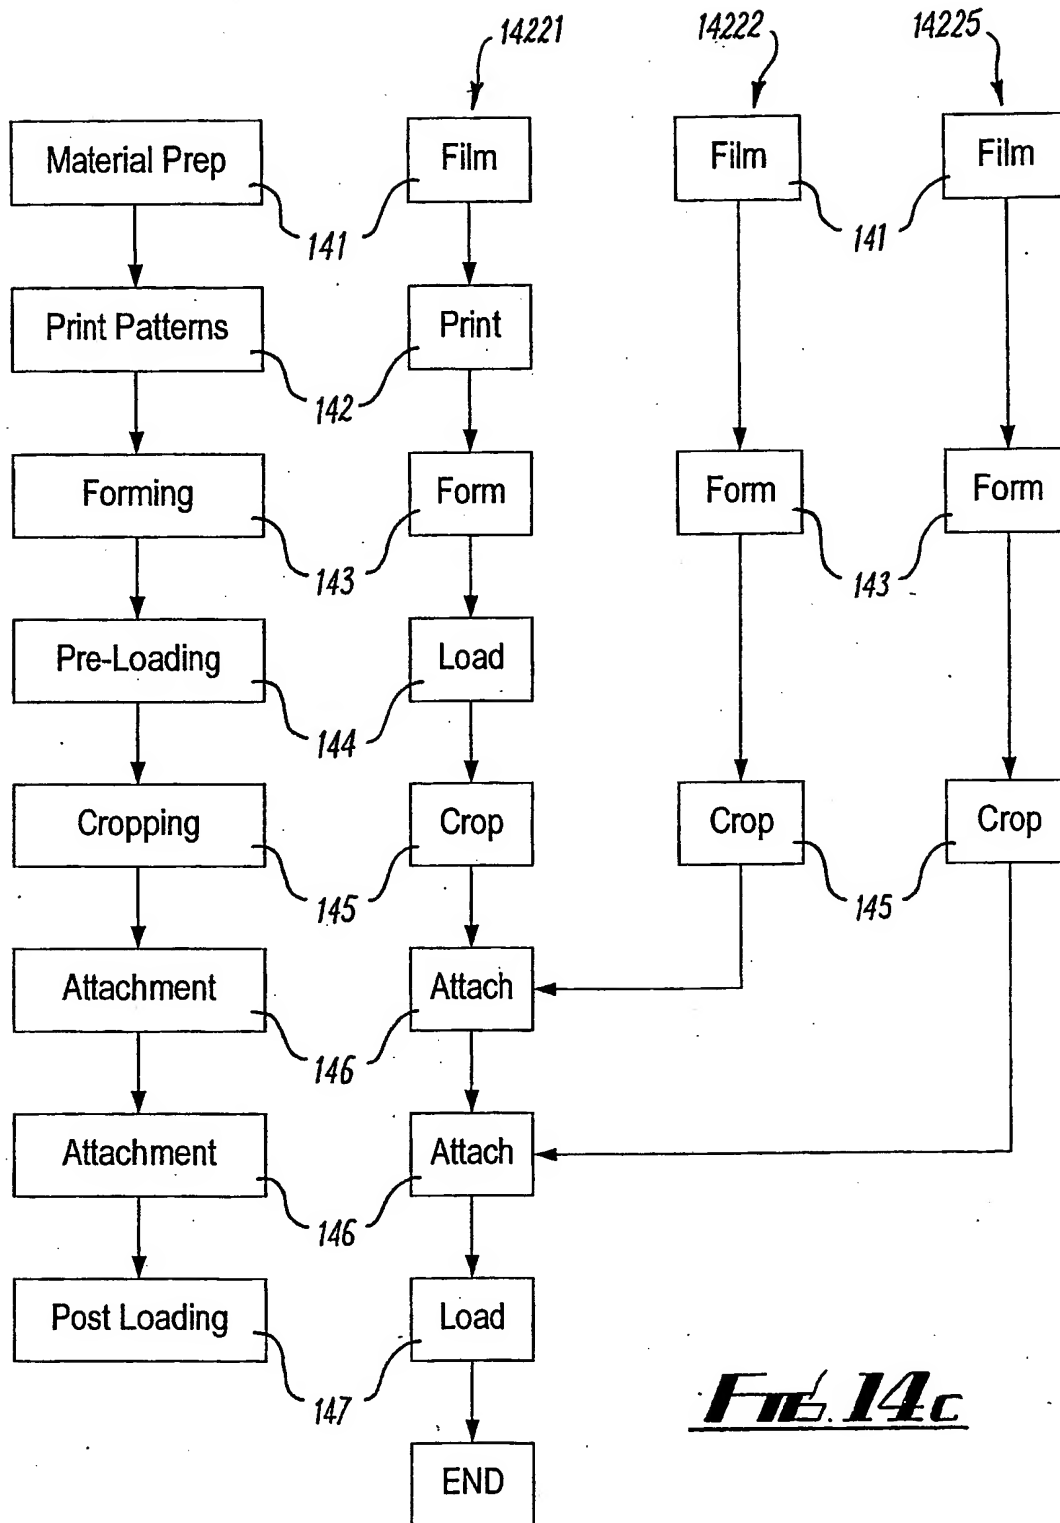 14221 14222 14225
Material Prep Film Film Film
141 141
Print Patterns Print
142
Forming Form Form Form
143 143
Pre-Loading Load
144
Cropping Crop Crop Crop
145 145
Attachment Attach
146
Attachment Attach
146
Post Loading Load
147
END
FIG. 14c